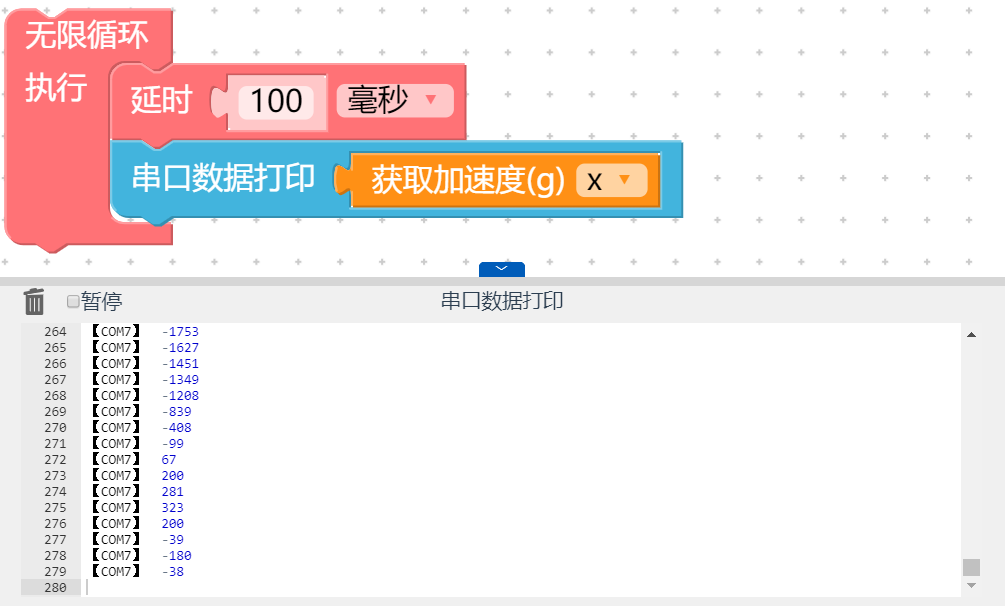 无限循环
执行
延时 100 毫秒
串口数据打印 获取加速度(g) x
暂停 串口数据打印
264 【COM7】 -1753
265 【COM7】 -1627
266 【COM7】 -1451
267 【COM7】 -1349
268 【COM7】 -1208
269 【COM7】 -839
270 【COM7】 -408
271 【COM7】 -99
272 【COM7】 67
273 【COM7】 200
274 【COM7】 281
275 【COM7】 323
276 【COM7】 200
277 【COM7】 -39
278 【COM7】 -180
279 【COM7】 -38
280